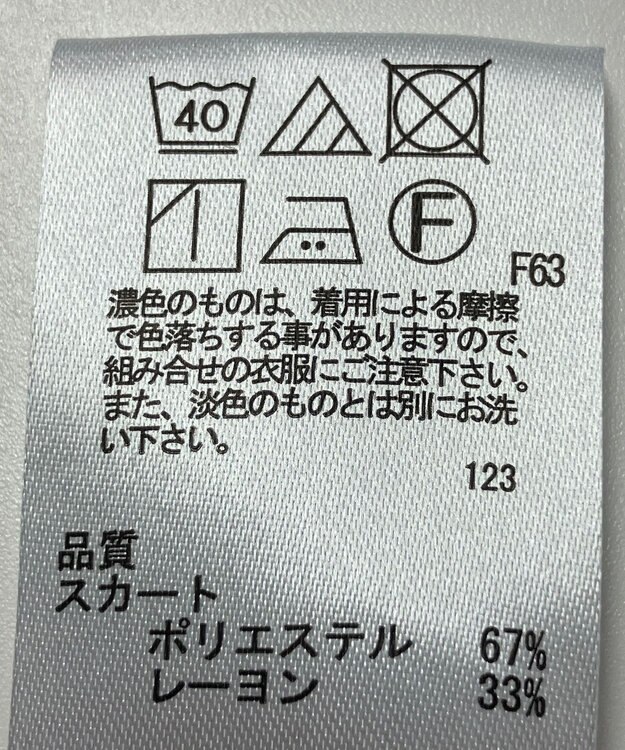 40
F
F63
濃色のものは、着用による摩擦
で色落ちする事がありますので、
組み合せの衣服にご注意下さい。
また、淡色のものとは別にお洗
い下さい。
123
品質
スカート
ポリエステル 67%
レーヨン 33%